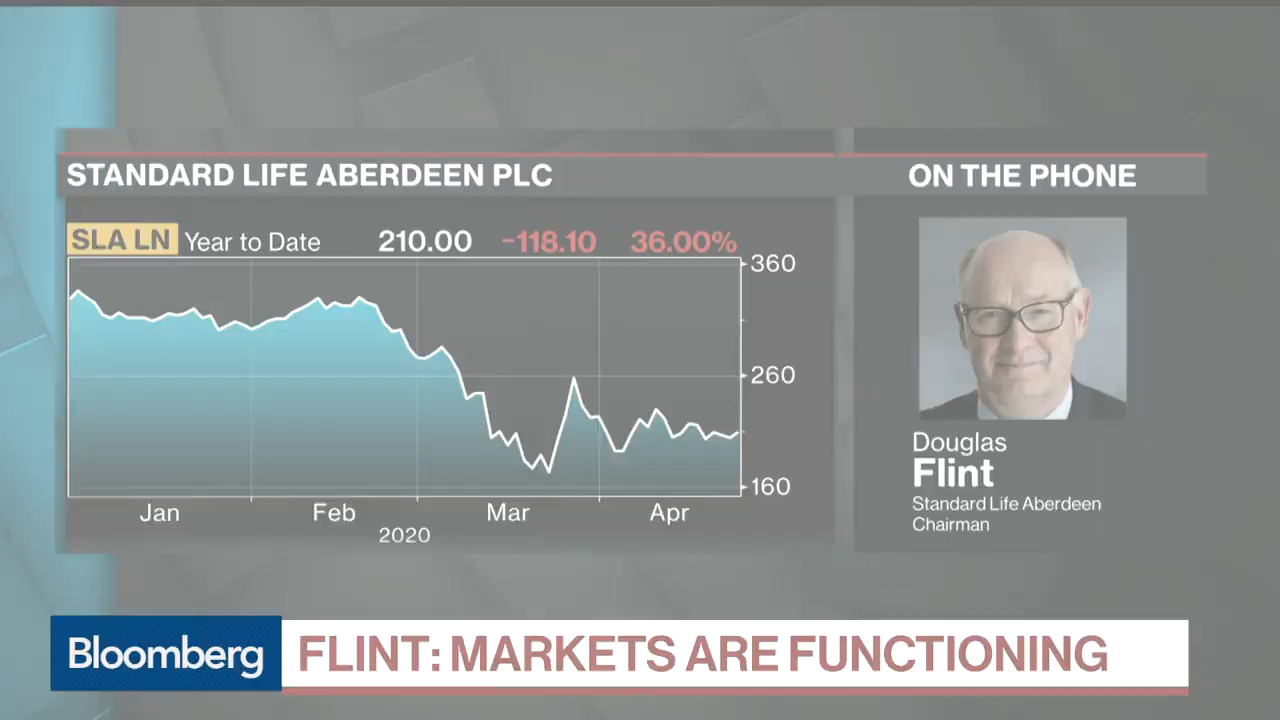 STANDARD LIFE ABERDEEN PLC
ON THE PHONE
SLA LN Year to Date 210.00 -118.10 36.00%
360
260
160
Jan Feb Mar Apr
2020
Douglas
Flint
Standard Life Aberdeen
Chairman
Bloomberg
FLINT: MARKETS ARE FUNCTIONING